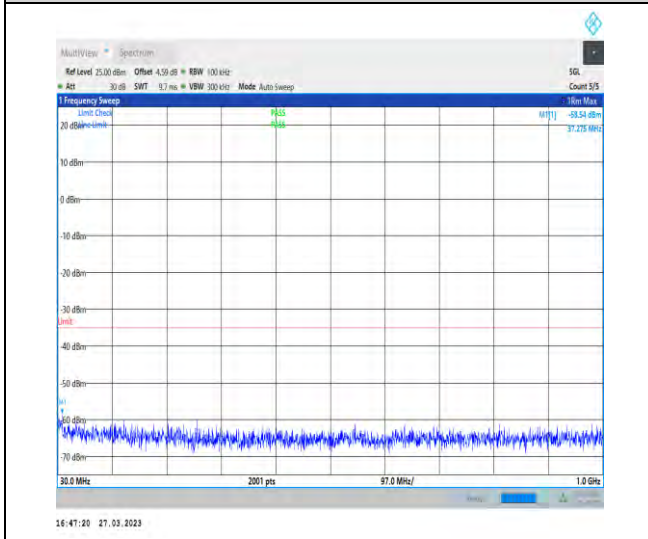 MultiView Spectrum
Ref Level 25.00 dBm Offset 4.59 dB RBW 100 kHz SGL
Att 30 dB SWT 9.7 ms VBW 300 kHz Mode Auto Sweep Count 5/5
1 Frequency Sweep 1Rm Max
Limit Check PASS M1[1] -58.54 dBm
20 dBm Line Limit PASS 37.275 MHz
10 dBm
0 dBm
-10 dBm
-20 dBm
-30 dBm
Limit
-40 dBm
-50 dBm
M1
-60 dBm
-70 dBm
30.0 MHz 2001 pts 97.0 MHz/ 1.0 GHz
16:47:20 27.03.2023